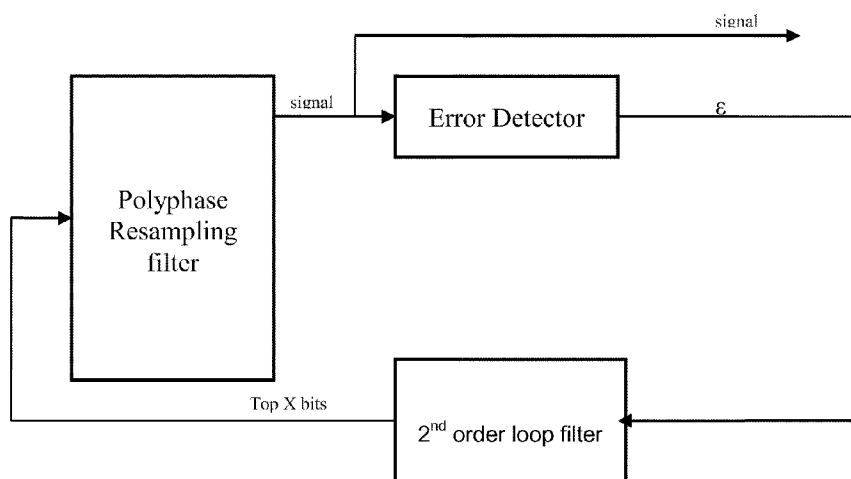 signal
signal
Error Detector
ε
Polyphase
Resampling
filter
Top X bits
2nd order loop filter